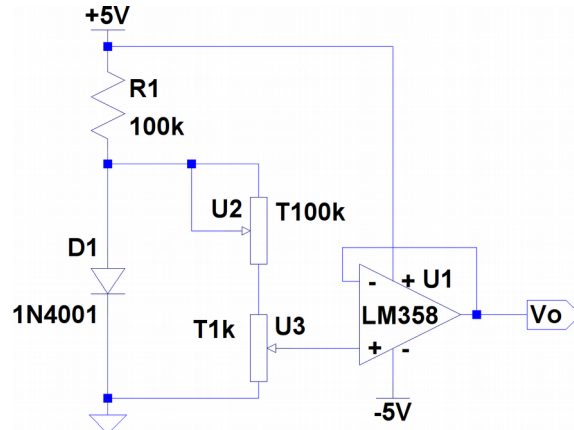 +5V
R1
100k
U2
T100k
D1
1N4001
T1k
U3
-
+
U1
LM358
+
-
Vo
-5V